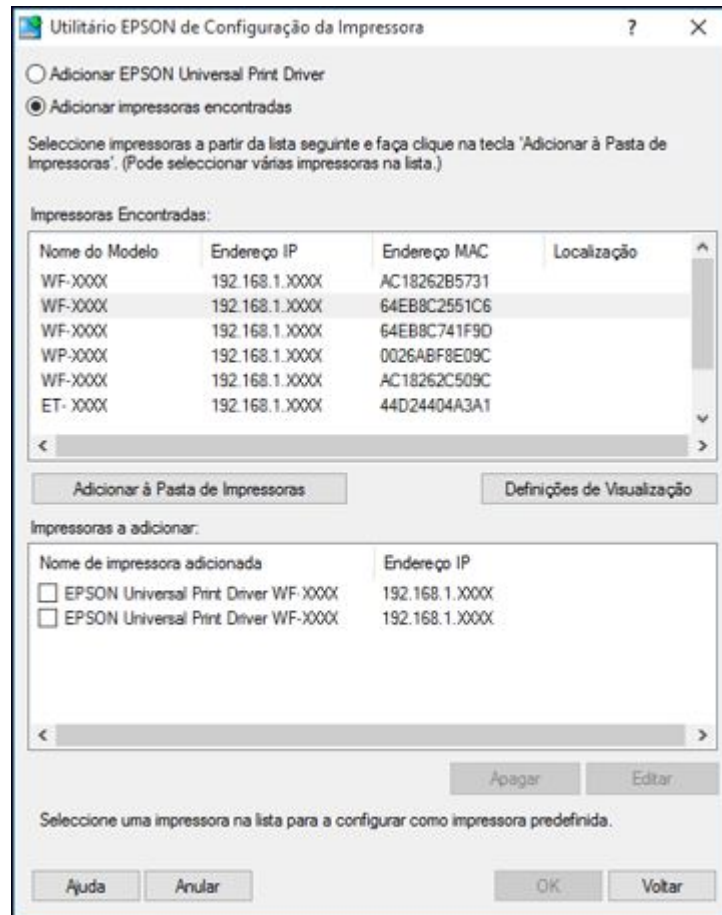 Utilitário EPSON de Configuração da Impressora ? X
Adicionar EPSON Universal Print Driver
Adicionar impressoras encontradas
Seleccione impressoras a partir da lista seguinte e faça clique na tecla 'Adicionar à Pasta de
Impressoras'. (Pode seleccionar várias impressoras na lista.)
Impressoras Encontradas:
Nome do Modelo Endereço IP Endereço MAC Localização
WF-XXXX 192.168.1.XXXX AC18262B5731
WF-XXXX 192.168.1.XXXX 64EB8C2551C6
WF-XXXX 192.168.1.XXXX 64EB8C741F9D
WP-XXXX 192.168.1.XXXX 0026ABF8E09C
WF-XXXX 192.168.1.XXXX AC18262C509C
ET- XXXX 192.168.1.XXXX 44D24404A3A1
Adicionar à Pasta de Impressoras Definições de Visualização
Impressoras a adicionar:
Nome de impressora adicionada Endereço IP
EPSON Universal Print Driver WF-XXXX 192.168.1.XXXX
EPSON Universal Print Driver WF-XXXX 192.168.1.XXXX
Apagar Editar
Seleccione uma impressora na lista para a configurar como impressora predefinida.
Ajuda Anular OK Voltar